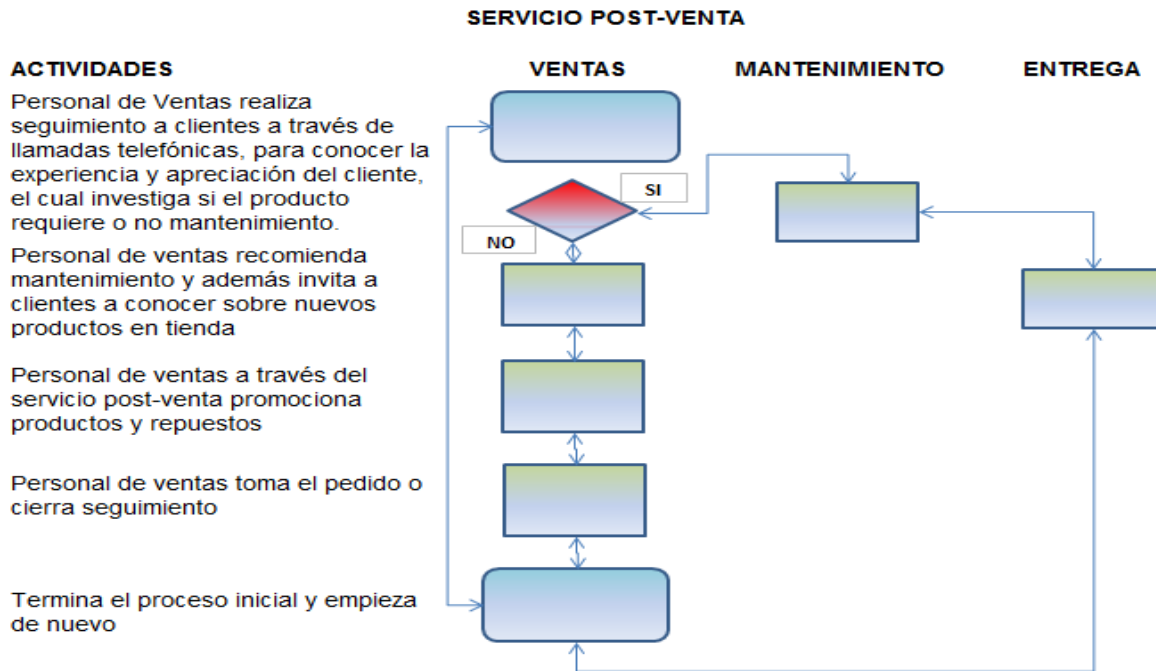 SERVICIO POST-VENTA
ACTIVIDADES
VENTAS
MANTENIMIENTO
ENTREGA
Personal de Ventas realiza
seguimiento a clientes a través de
llamadas telefónicas, para conocer la
experiencia y apreciación del cliente,
el cual investiga si el producto
requiere o no mantenimiento.
SI
NO
Personal de ventas recomienda
mantenimiento y además invita a
clientes a conocer sobre nuevos
productos en tienda
Personal de ventas a través del
servicio post-venta promociona
productos y repuestos
Personal de ventas toma el pedido o
cierra seguimiento
Termina el proceso inicial y empieza
de nuevo